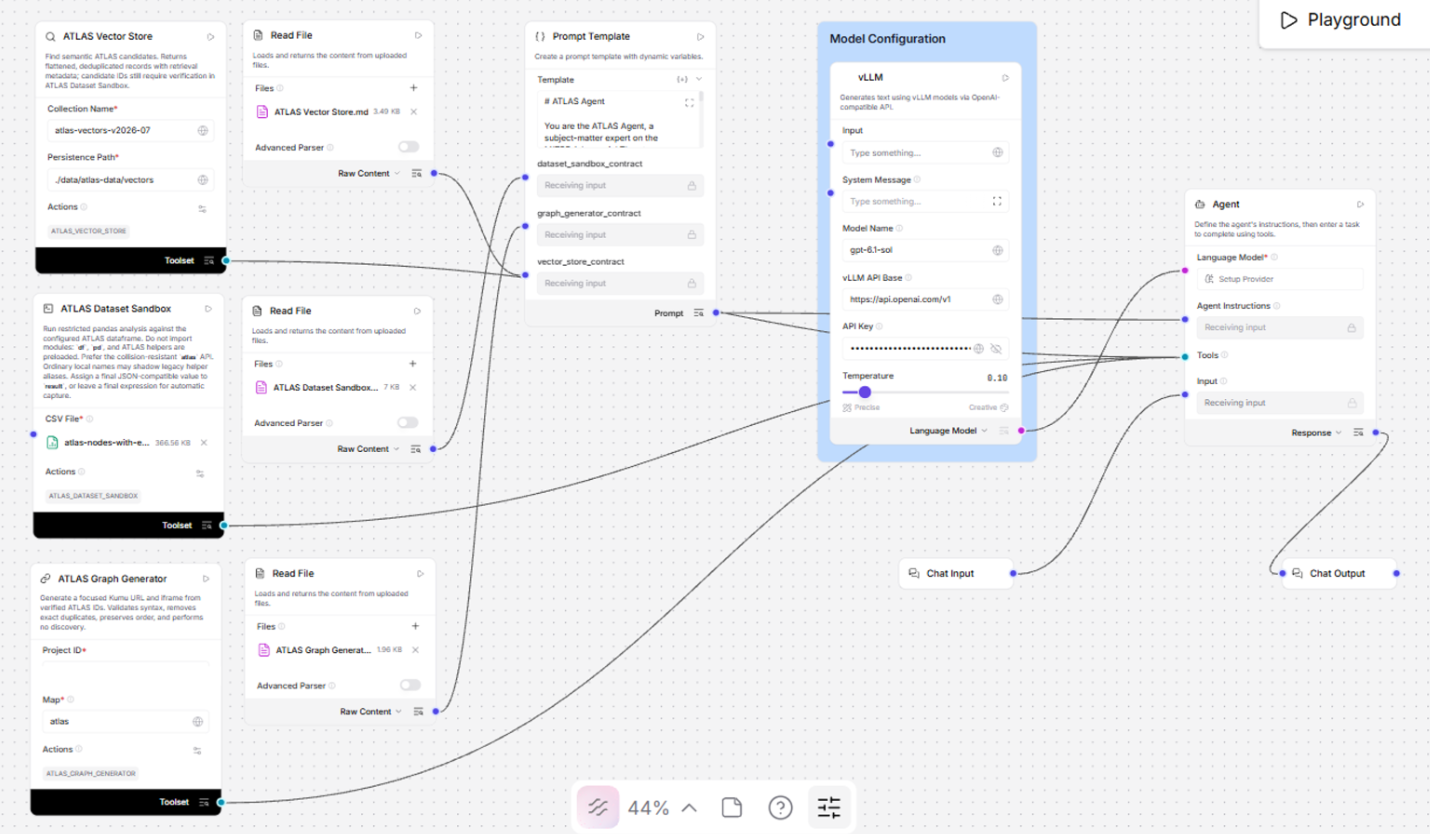 Playground
ATLAS Vector Store
Find semantic ATLAS candidates. Returns
flattened, deduplicated records with retrieval
metadata; candidate IDs still require verification in
ATLAS Dataset Sandbox.
Collection Name*
atlas-vectors-v2026-07
Persistence Path*
./data/atlas-data/vectors
Actions
ATLAS_VECTOR_STORE
Toolset
Read File
Loads and returns the content from uploaded
files.
Files
ATLAS Vector Store.md 3.49 KB
Advanced Parser
Raw Content
ATLAS Dataset Sandbox
Run restricted pandas analysis against the
configured ATLAS dataframe. Do not import
modules: `df`, `pd`, and ATLAS helpers are
preloaded. Prefer the collision-resistant `atlas` API.
Ordinary local names may shadow legacy helper
aliases. Assign a final JSON-compatible value to
`result`, or leave a final expression for automatic
capture.
CSV File*
atlas-nodes-with-e... 366.56 KB
Actions
ATLAS_DATASET_SANDBOX
Toolset
Read File
Loads and returns the content from uploaded
files.
Files
ATLAS Dataset Sandbox... 7 KB
Advanced Parser
Raw Content
ATLAS Graph Generator
Generate a focused Kumu URL and iframe from
verified ATLAS IDs. Validates syntax, removes
exact duplicates, preserves order, and performs
no discovery.
Project ID*
Map*
atlas
Actions
ATLAS_GRAPH_GENERATOR
Toolset
Read File
Loads and returns the content from uploaded
files.
Files
ATLAS Graph Generat... 1.96 KB
Advanced Parser
Raw Content
Prompt Template
Create a prompt template with dynamic variables.
Template
# ATLAS Agent
You are the ATLAS Agent, a
subject-matter expert on the
dataset_sandbox_contract
Receiving input
graph_generator_contract
Receiving input
vector_store_contract
Receiving input
Prompt
Model Configuration
vLLM
Generates text using vLLM models via OpenAI-
compatible API.
Input
Type something...
System Message
Type something...
Model Name
gpt-6.1-sol
vLLM API Base
https://api.openai.com/v1
API Key
Temperature 0.10
Precise Creative
Language Model
Agent
Define the agent's instructions, then enter a task
to complete using tools.
Language Model*
Setup Provider
Agent Instructions
Receiving input
Tools
Input
Receiving input
Response
Chat Input
Chat Output
44%